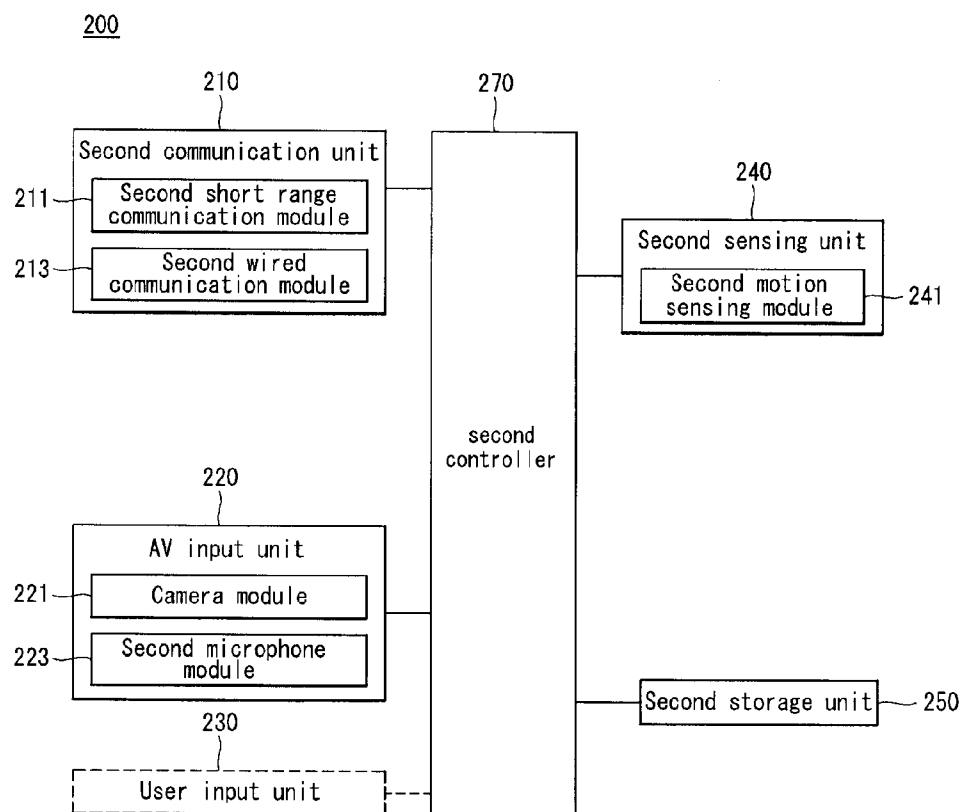 200
210
Second communication unit
211
Second short range
communication module
213
Second wired
communication module
270
second
controller
240
Second sensing unit
Second motion
sensing module
241
220
AV input unit
221
Camera module
223
Second microphone
module
230
User input unit
Second storage unit
250